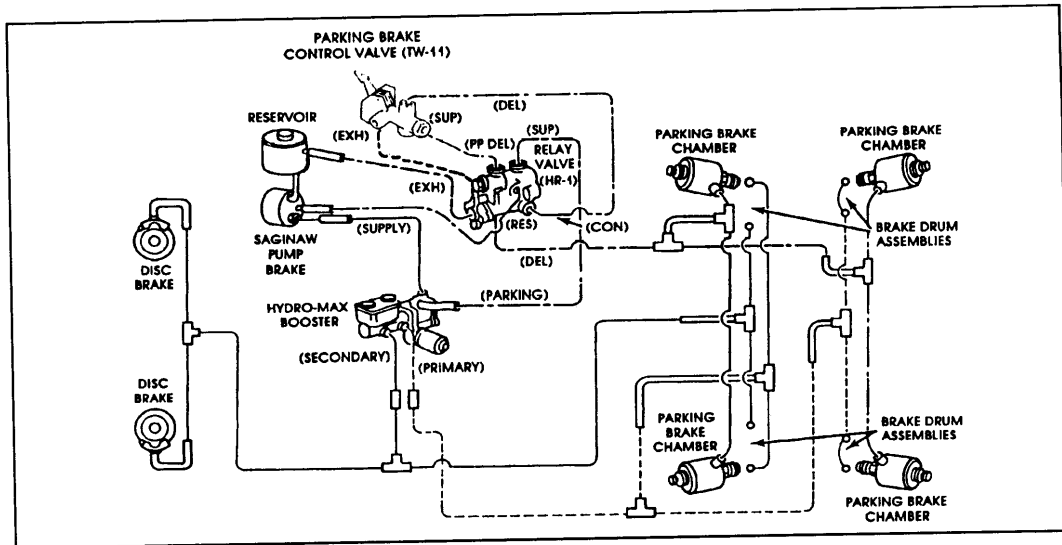 PARKING BRAKE
CONTROL VALVE (TW-11)
(DEL)
RESERVOIR
(EXH)
(SUP)
(SUP)
(PP DEL)
RELAY
VALVE
(HR-1)
PARKING BRAKE
CHAMBER
PARKING BRAKE
CHAMBER
(EXH)
(RES)
(CON)
(SUPPLY)
SAGINAW
PUMP
BRAKE
DISC
BRAKE
(DEL)
BRAKE DRUM
ASSEMBLIES
HYDRO-MAX
BOOSTER
(PARKING)
(SECONDARY)
(PRIMARY)
DISC
BRAKE
PARKING
BRAKE
CHAMBER
BRAKE DRUM
ASSEMBLIES
PARKING BRAKE
CHAMBER